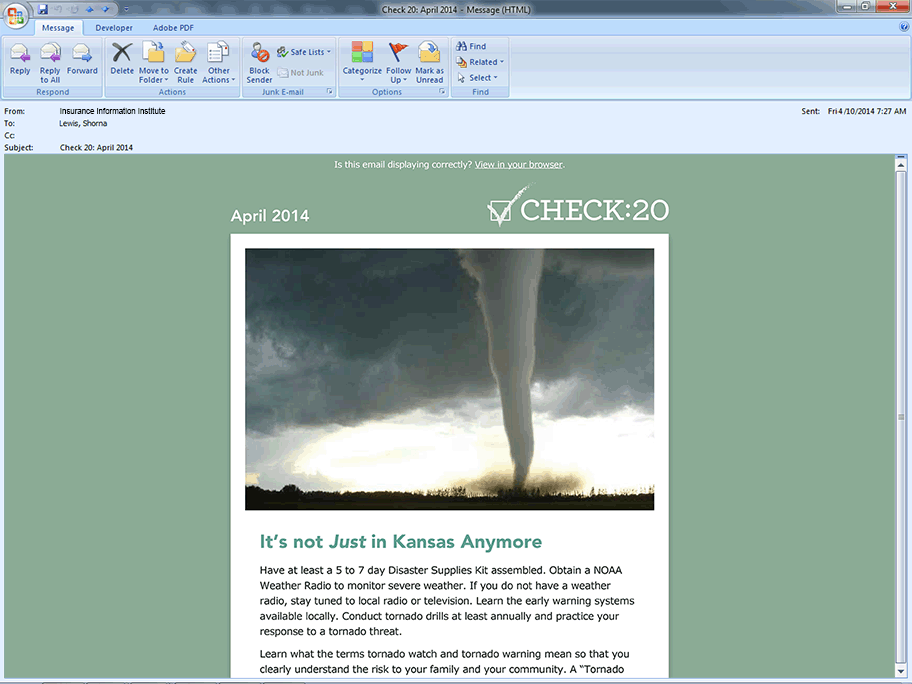 Check 20: April 2014 - Message (HTML)
Message Developer Adobe PDF
Reply
Reply to All
Forward
Delete
Move to Folder
Create Rule
Other Actions
Block Sender
Safe Lists
Not Junk
Categorize
Follow Up
Mark as Unread
Find
Related
Select
Respond Actions Junk E-mail Options Find
From: Insurance Information Institute
Sent: Fri 4/10/2014 7:27 AM
To: Lewis, Shorna
Cc:
Subject: Check 20: April 2014
Is this email displaying correctly? View in your browser.
April 2014
CHECK:20
It's not Just in Kansas Anymore
Have at least a 5 to 7 day Disaster Supplies Kit assembled. Obtain a NOAA
Weather Radio to monitor severe weather. If you do not have a weather
radio, stay tuned to local radio or television. Learn the early warning systems
available locally. Conduct tornado drills at least annually and practice your
response to a tornado threat.
Learn what the terms tornado watch and tornado warning mean so that you
clearly understand the risk to your family and your community. A "Tornado